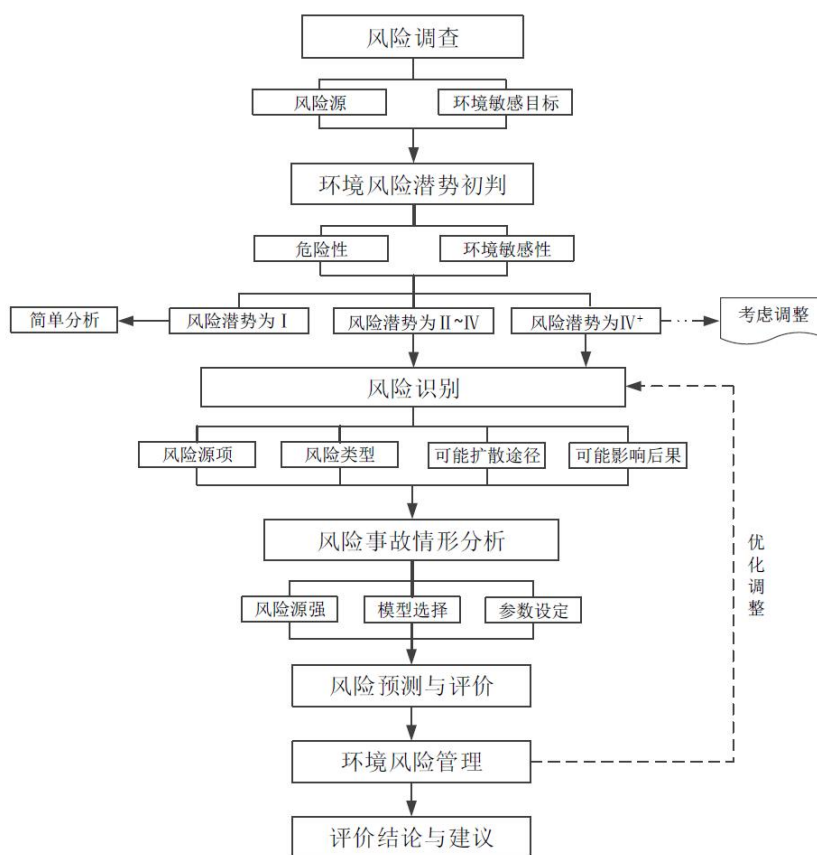 风险调查
风险源
环境敏感目标
环境风险潜势初判
危险性
环境敏感性
简单分析
风险潜势为Ⅰ
风险潜势为Ⅱ~Ⅳ
风险潜势为Ⅳ⁺
考虑调整
风险识别
风险源项
风险类型
可能扩散途径
可能影响后果
风险事故情形分析
优化调整
风险源强
模型选择
参数设定
风险预测与评价
环境风险管理
评价结论与建议